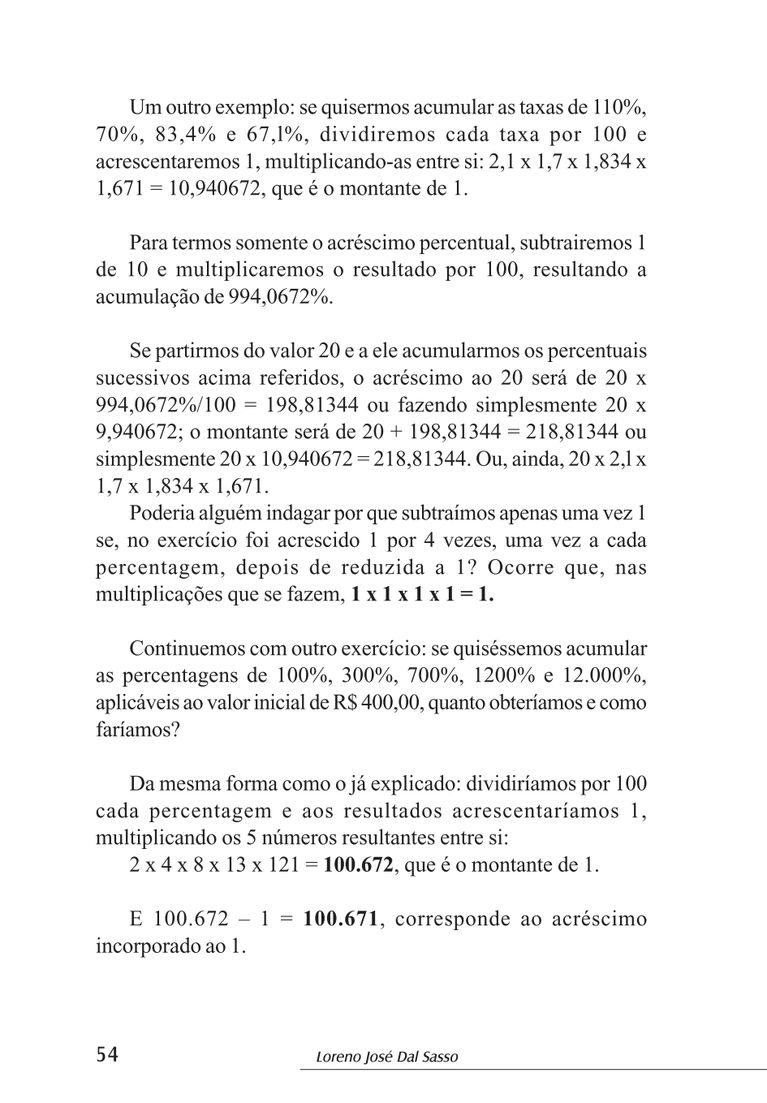 Um outro exemplo: se quisermos acumular as taxas de 110%,
70%, 83,4% e 67,l%, dividiremos cada taxa por 100 e
acrescentaremos 1, multiplicando-as entre si: 2,1 x 1,7 x 1,834 x
1,671 = 10,940672, que é o montante de 1.
Para termos somente o acréscimo percentual, subtrairemos 1
de 10 e multiplicaremos o resultado por 100, resultando a
acumulação de 994,0672%.
Se partirmos do valor 20 e a ele acumularmos os percentuais
sucessivos acima referidos, o acréscimo ao 20 será de 20 x
994,0672%/100 = 198,81344 ou fazendo simplesmente 20 x
9,940672; o montante será de 20 + 198,81344 = 218,81344 ou
simplesmente 20 x 10,940672 = 218,81344. Ou, ainda, 20 x 2,l x
1,7 x 1,834 x 1,671.
Poderia alguém indagar por que subtraímos apenas uma vez 1
se, no exercício foi acrescido 1 por 4 vezes, uma vez a cada
percentagem, depois de reduzida a 1? Ocorre que, nas
multiplicações que se fazem, 1 x 1 x 1 x 1 = 1.
Continuemos com outro exercício: se quiséssemos acumular
as percentagens de 100%, 300%, 700%, 1200% e 12.000%,
aplicáveis ao valor inicial de R$ 400,00, quanto obteríamos e como
faríamos?
Da mesma forma como o já explicado: dividiríamos por 100
cada percentagem e aos resultados acrescentaríamos 1,
multiplicando os 5 números resultantes entre si:
2 x 4 x 8 x 13 x 121 = 100.672, que é o montante de 1.
E 100.672 – 1 = 100.671, corresponde ao acréscimo
incorporado ao 1.
54 Loreno José Dal Sasso